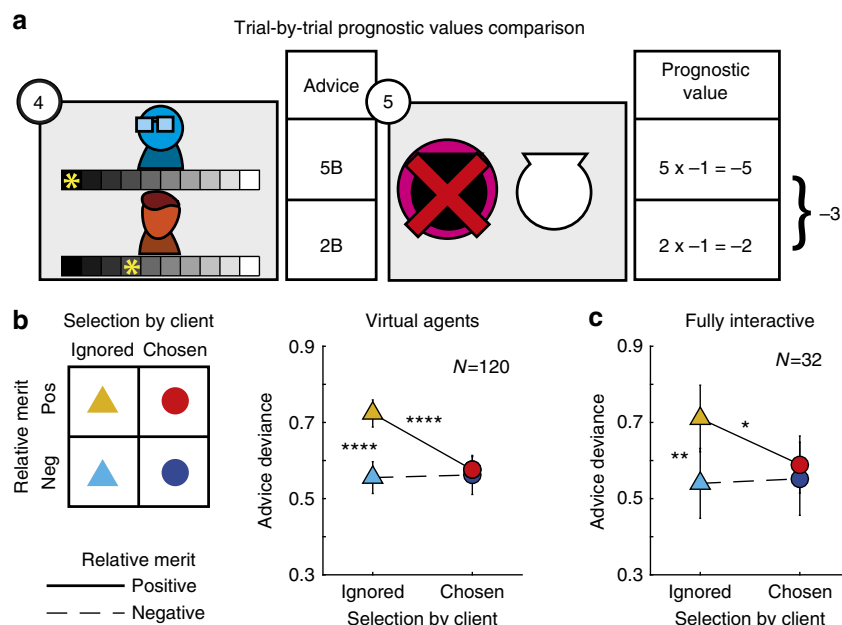 a
Trial-by-trial prognostic values comparison
4
*
*
Advice
5B
2B
5
Prognostic
value
5 x –1 = –5
2 x –1 = –2
}
–3
b
Selection by client
Ignored Chosen
Relative merit
Pos
Neg
Relative merit
Positive
Negative
Virtual agents
N=120
Advice deviance
0.9
0.7
0.5
0.3
****
****
Ignored
Chosen
Selection by client
c
Fully interactive
N=32
Advice deviance
0.9
0.7
0.5
0.3
**
*
Ignored
Chosen
Selection by client